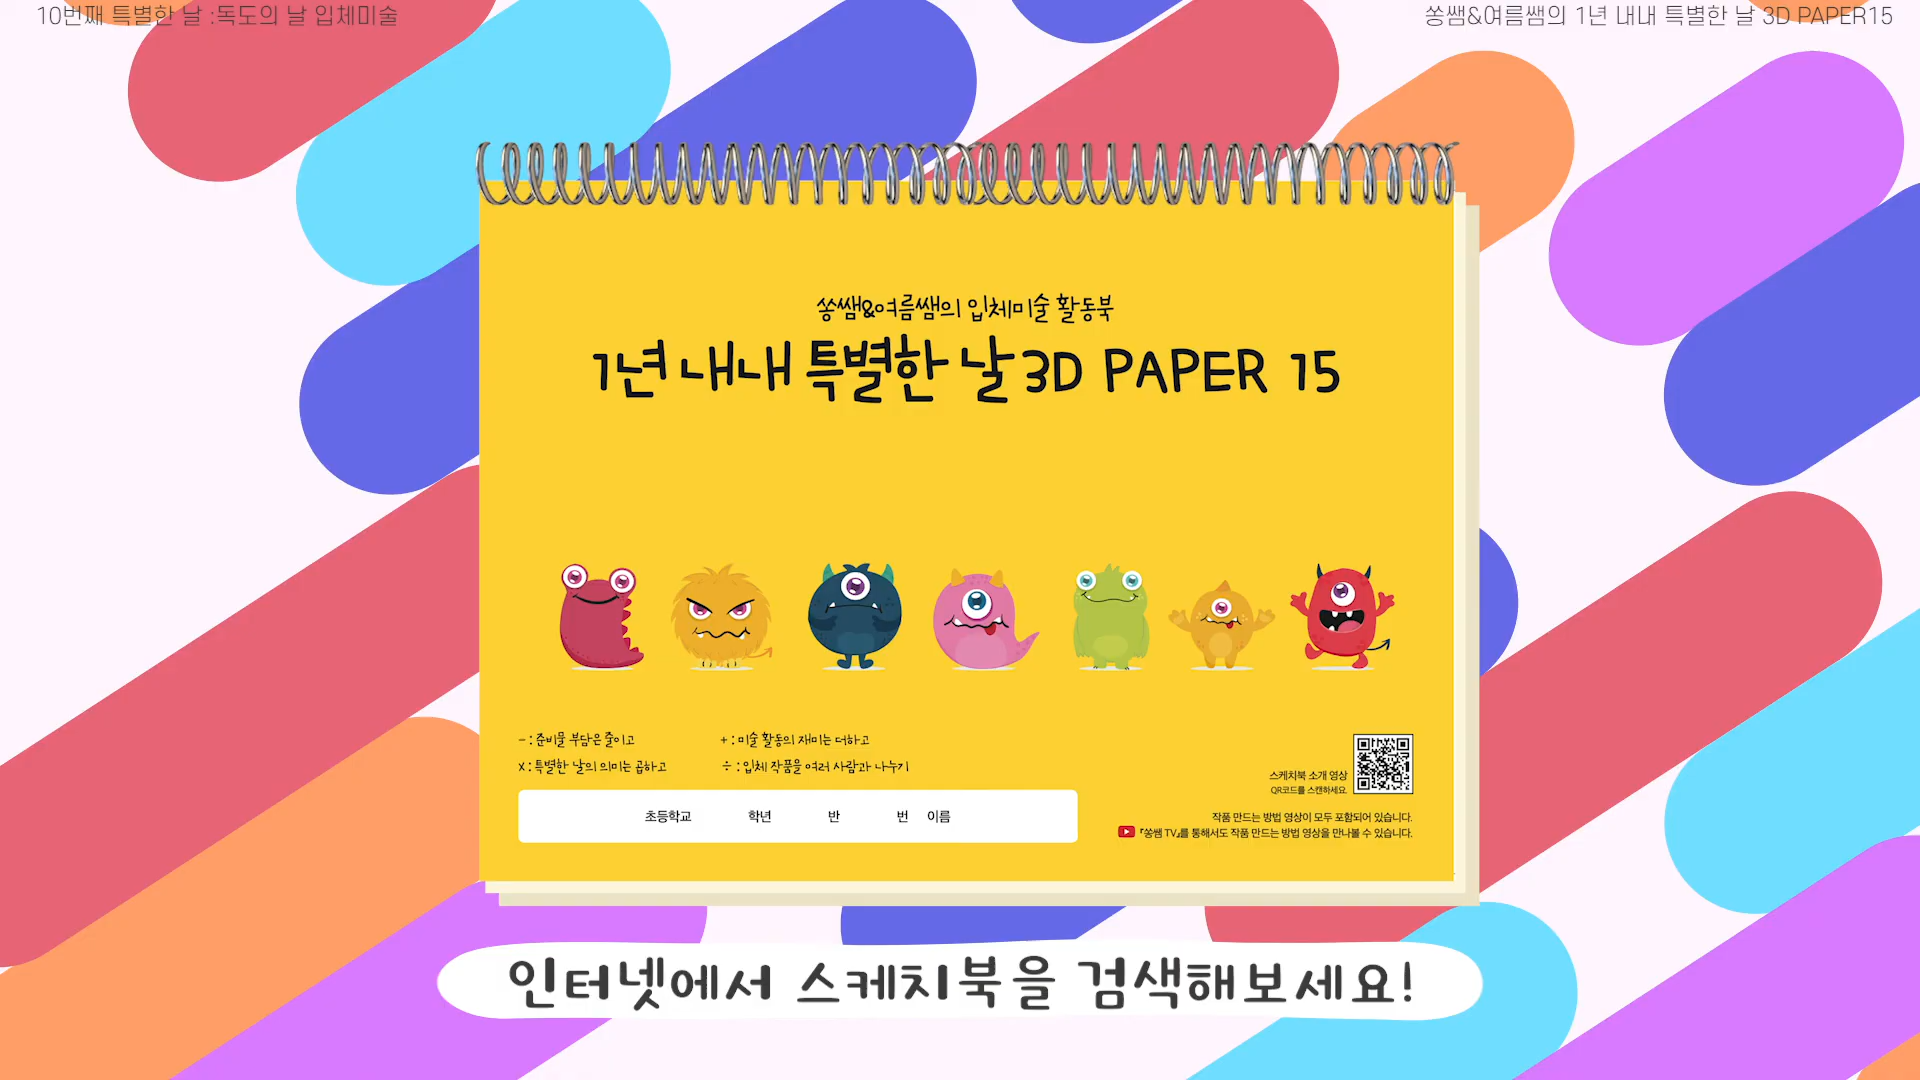 10번째 특별한 날 :독도의 날 입체미술
쏭쌤&여름쌤의 1년 내내 특별한 날 3D PAPER15
쏭쌤&여름쌤의 입체미술 활동북
1년 내내 특별한 날 3D PAPER 15
- : 준비물 부담은 줄이고
+ : 미술 활동의 재미는 더하고
x : 특별한 날의 의미는 곱하고
÷ : 입체 작품을 여러 사람과 나누기
초등학교 학년 반 번 이름
스케치북 소개 영상
QR코드를 스캔하세요.
작품 만드는 방법 영상이 모두 포함되어 있습니다.
『쏭쌤 TV』를 통해서도 작품 만드는 방법 영상을 만나볼 수 있습니다.
인터넷에서 스케치북을 검색해보세요!